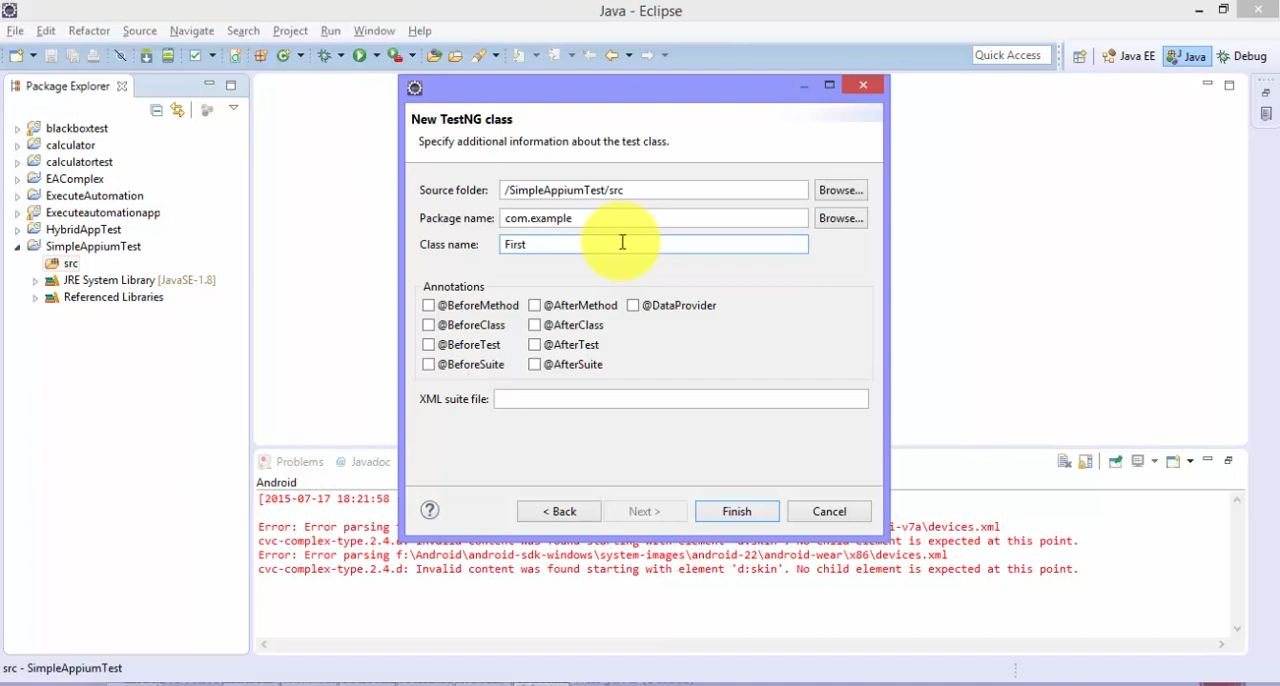 Java - Eclipse
File Edit Refactor Source Navigate Search Project Run Window Help
Quick Access
Java EE
Java
Debug
Package Explorer
blackboxtest
calculator
calculatortest
EAComplex
ExecuteAutomation
Executeautomationapp
HybridAppTest
SimpleAppiumTest
src
JRE System Library [JavaSE-1.8]
Referenced Libraries
New TestNG class
Specify additional information about the test class.
Source folder: /SimpleAppiumTest/src Browse...
Package name: com.example Browse...
Class name: First
Annotations
@BeforeMethod @AfterMethod @DataProvider
@BeforeClass @AfterClass
@BeforeTest @AfterTest
@BeforeSuite @AfterSuite
XML suite file:
< Back Next > Finish Cancel
Problems @ Javadoc
Android
[2015-07-17 18:21:58
Error: Error parsing i-v7a\devices.xml
cvc-complex-type.2.4.d: Invalid content was found starting with element 'd:skin'. No child element is expected at this point.
Error: Error parsing f:\Android\android-sdk-windows\system-images\android-22\android-wear\x86\devices.xml
cvc-complex-type.2.4.d: Invalid content was found starting with element 'd:skin'. No child element is expected at this point.
src - SimpleAppiumTest